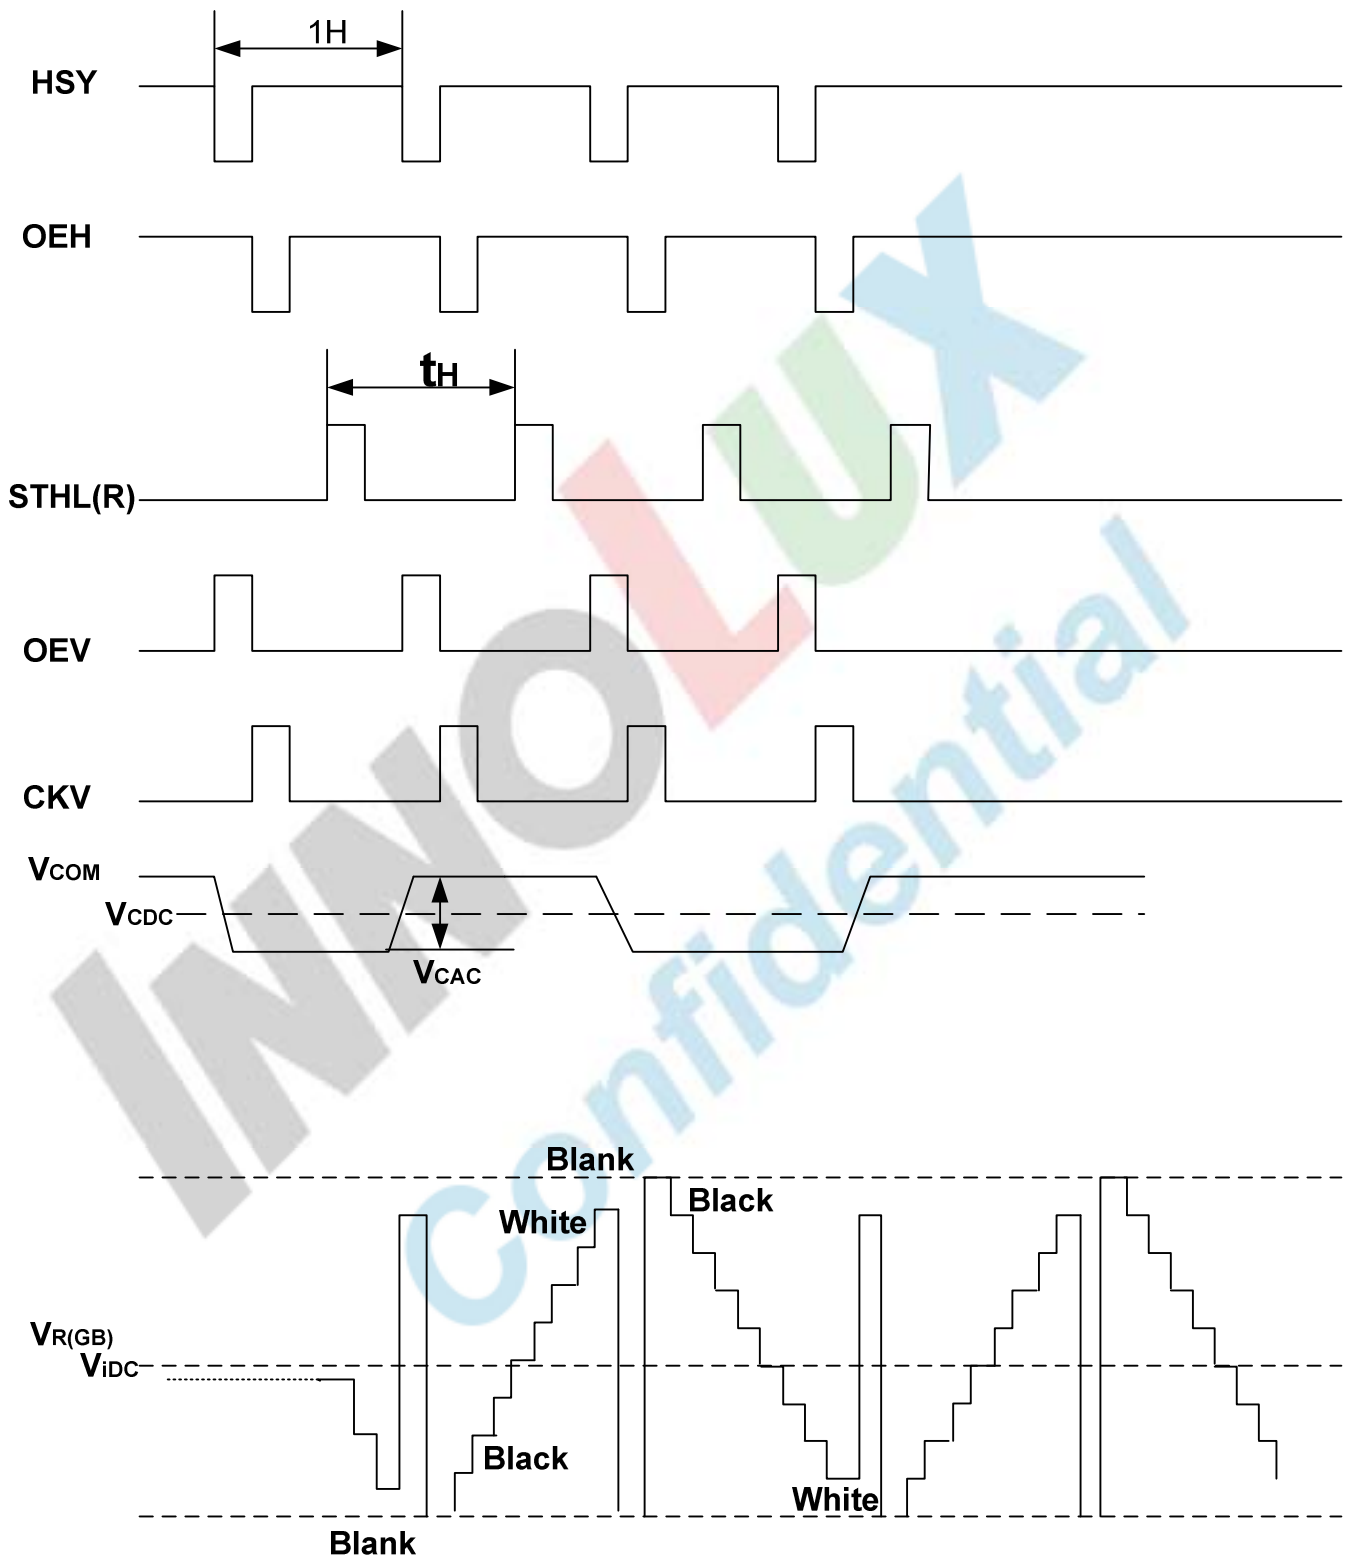 1H
HSY
OEH
tH
STHL(R)
OEV
CKV
VCOM
VCDC
VCAC
Blank
Black
White
VR(GB)
ViDC
Black
White
Blank
INNOLUX
Confidential